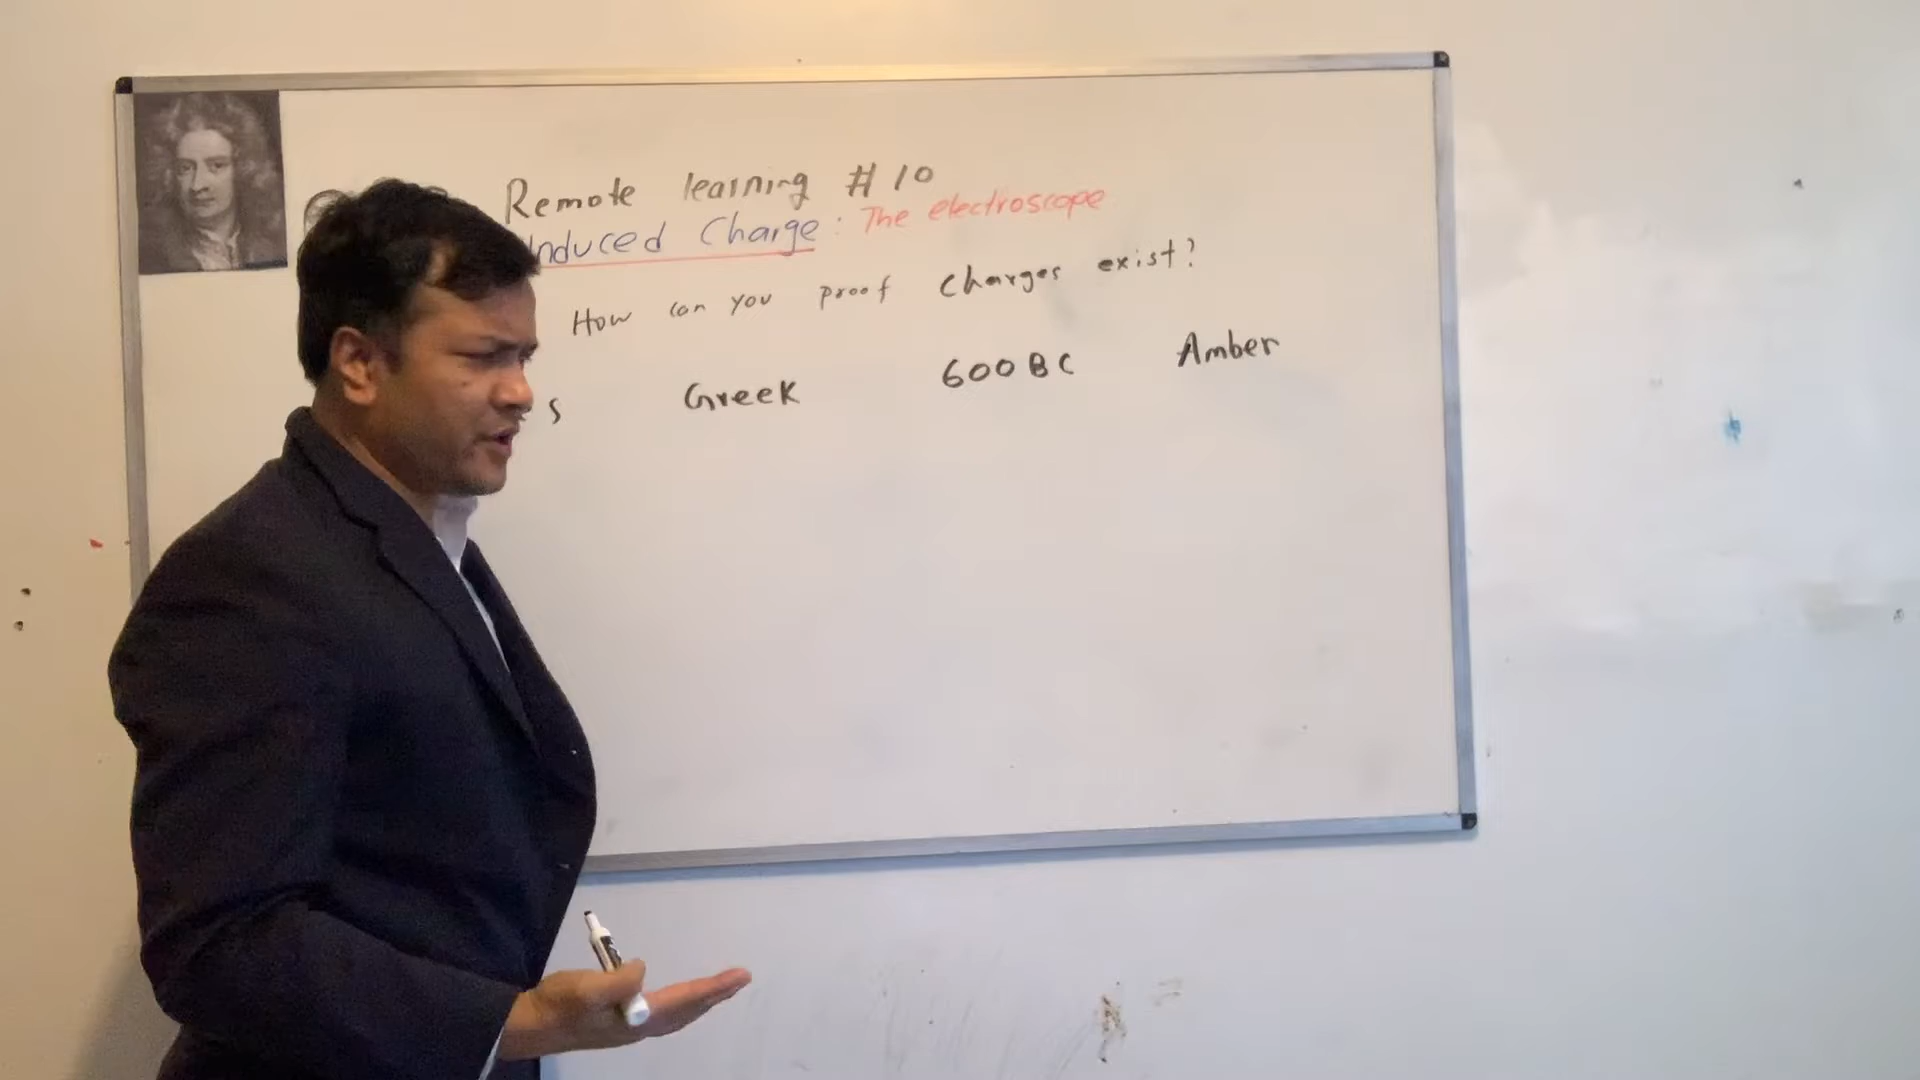 Remote learning #10
Induced Charge: The electroscope
How can you proof charges exist?
s Greek 600BC Amber